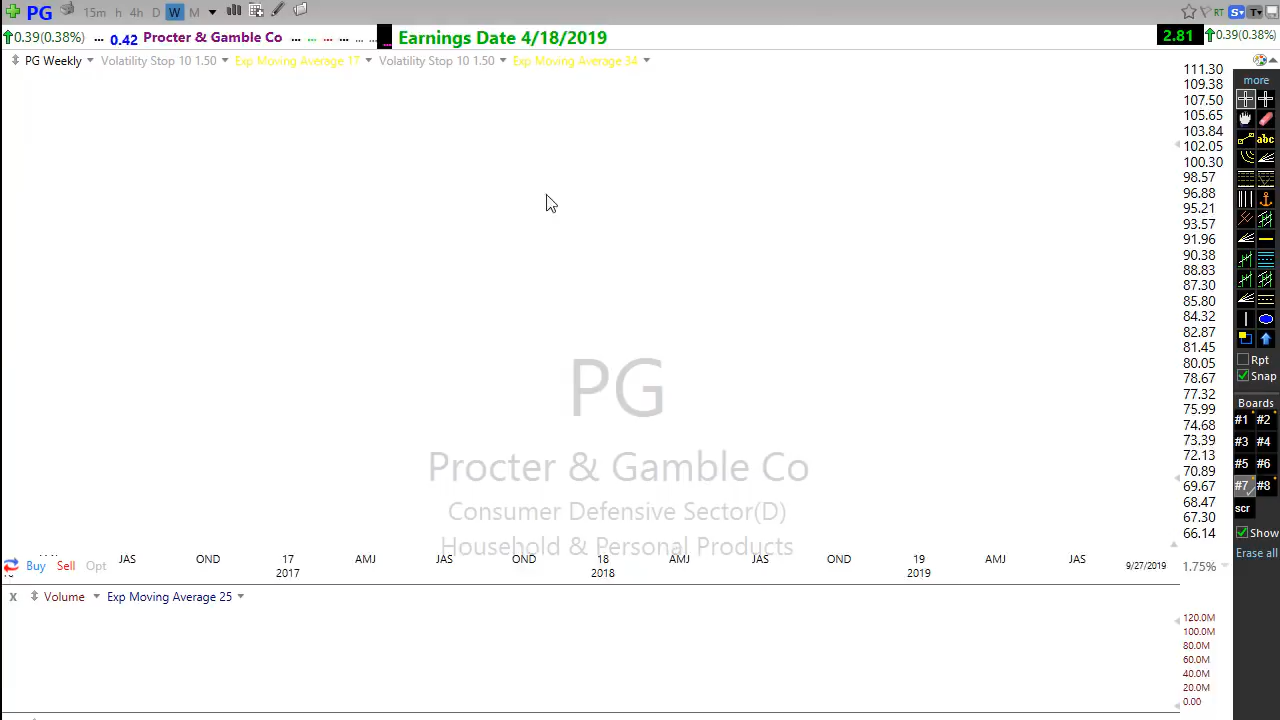 PG 15m h 4h D W M RT S T
0.39(0.38%) ... 0.42 Procter & Gamble Co ... ... ... ... ... ... ... Earnings Date 4/18/2019 2.81 0.39(0.38%)
PG Weekly Volatility Stop 10 1.50 Exp Moving Average 17 Volatility Stop 10 1.50 Exp Moving Average 34
111.30
109.38
107.50
105.65
103.84
102.05
100.30
98.57
96.88
95.21
93.57
91.96
90.38
88.83
87.30
85.80
84.32
82.87
81.45
80.05
78.67
77.32
75.99
74.68
73.39
72.13
70.89
69.67
68.47
67.30
66.14
1.75%
more
abc
Rpt
Snap
Boards
#1 #2
#3 #4
#5 #6
#7 #8
scr
Show
Erase all
PG
Procter & Gamble Co
Consumer Defensive Sector(D)
Household & Personal Products
JAS OND 17 AMJ JAS OND 18 AMJ JAS OND 19 AMJ JAS
2017 2018 2019 9/27/2019
Buy Sell Opt
x Volume Exp Moving Average 25
120.0M
100.0M
80.0M
60.0M
40.0M
20.0M
0.00